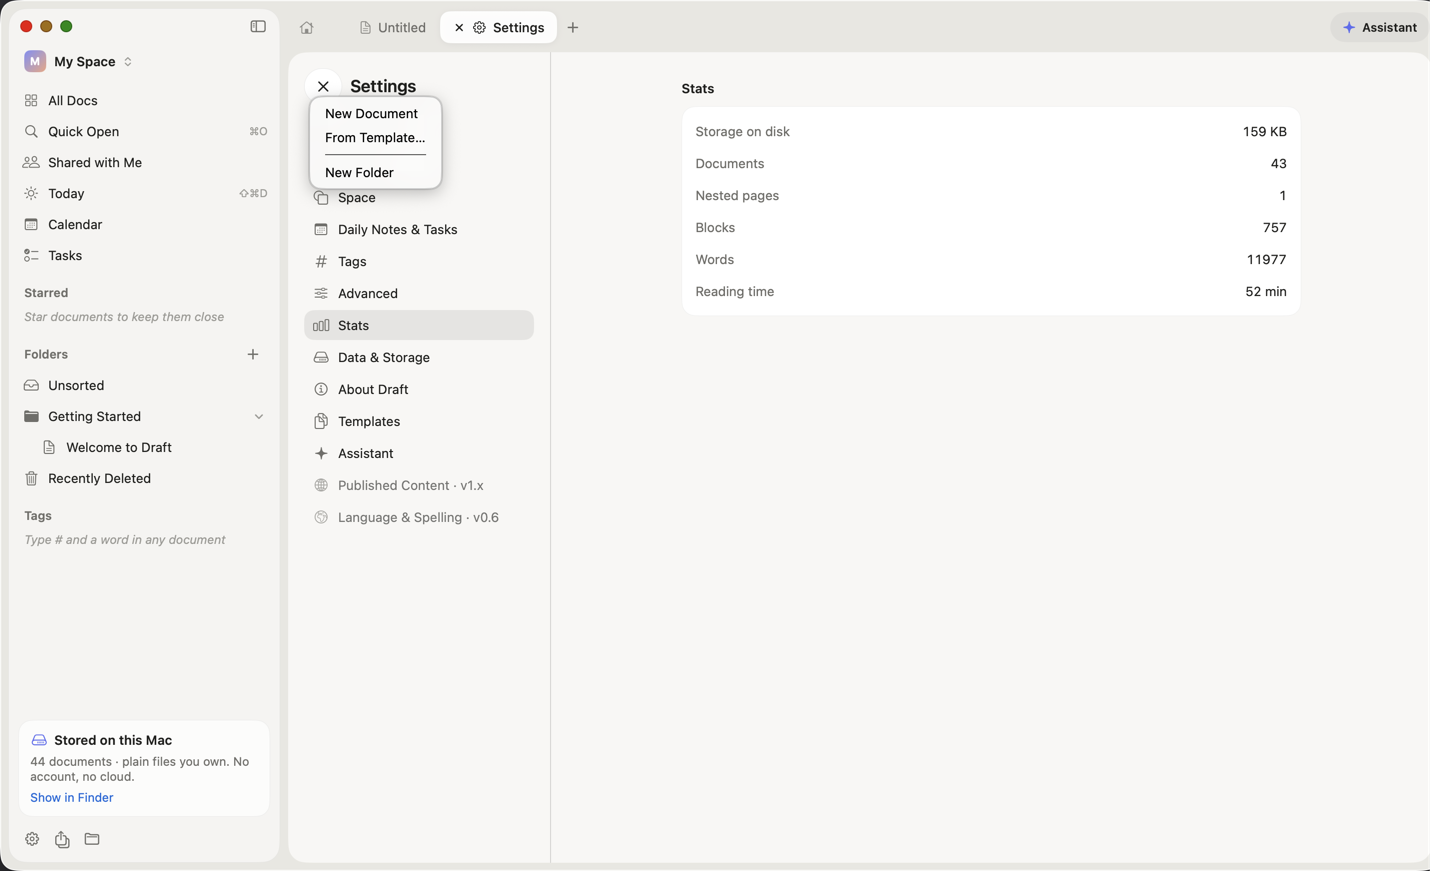 Untitled
Settings
Assistant
M My Space
All Docs
Quick Open ⌘O
Shared with Me
Today ⇧⌘D
Calendar
Tasks
Starred
Star documents to keep them close
Folders
Unsorted
Getting Started
Welcome to Draft
Recently Deleted
Tags
Type # and a word in any document
Stored on this Mac
44 documents · plain files you own. No
account, no cloud.
Show in Finder
Settings
New Document
From Template...
New Folder
Space
Daily Notes & Tasks
Tags
Advanced
Stats
Data & Storage
About Draft
Templates
Assistant
Published Content · v1.x
Language & Spelling · v0.6
Stats
Storage on disk 159 KB
Documents 43
Nested pages 1
Blocks 757
Words 11977
Reading time 52 min